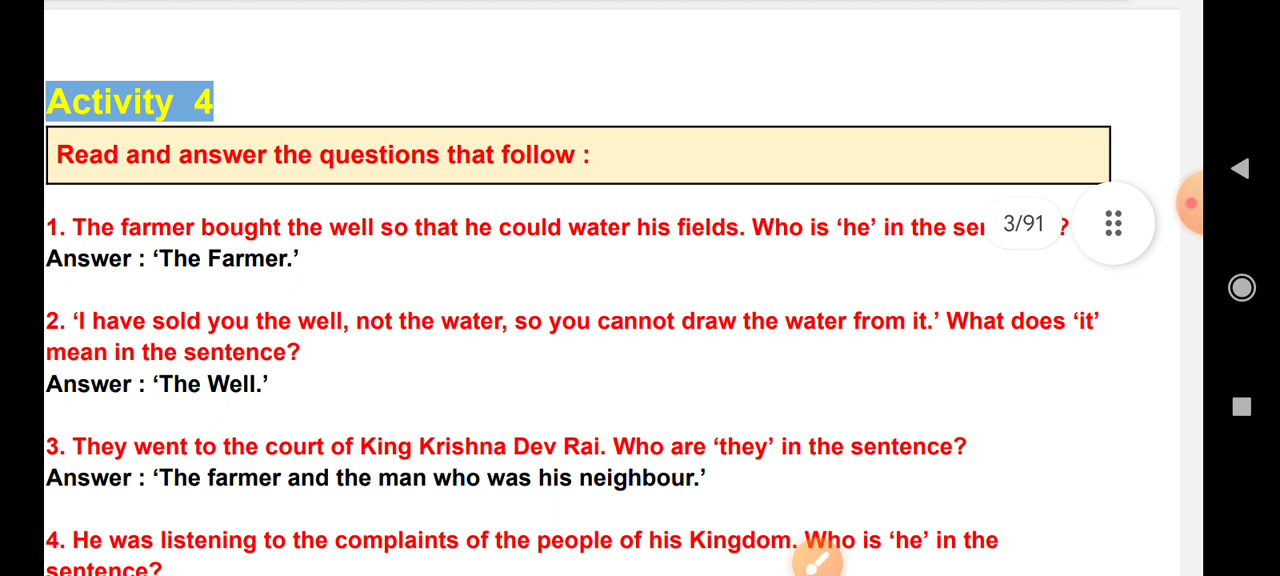 Activity 4
Read and answer the questions that follow :
1. The farmer bought the well so that he could water his fields. Who is ‘he’ in the ?
3/91
Answer : ‘The Farmer.’
2. ‘I have sold you the well, not the water, so you cannot draw the water from it.’ What does ‘it’
mean in the sentence?
Answer : ‘The Well.’
3. They went to the court of King Krishna Dev Rai. Who are ‘they’ in the sentence?
Answer : ‘The farmer and the man who was his neighbour.’
4. He was listening to the complaints of the people of his Kingdom. Who is ‘he’ in the
sentence?